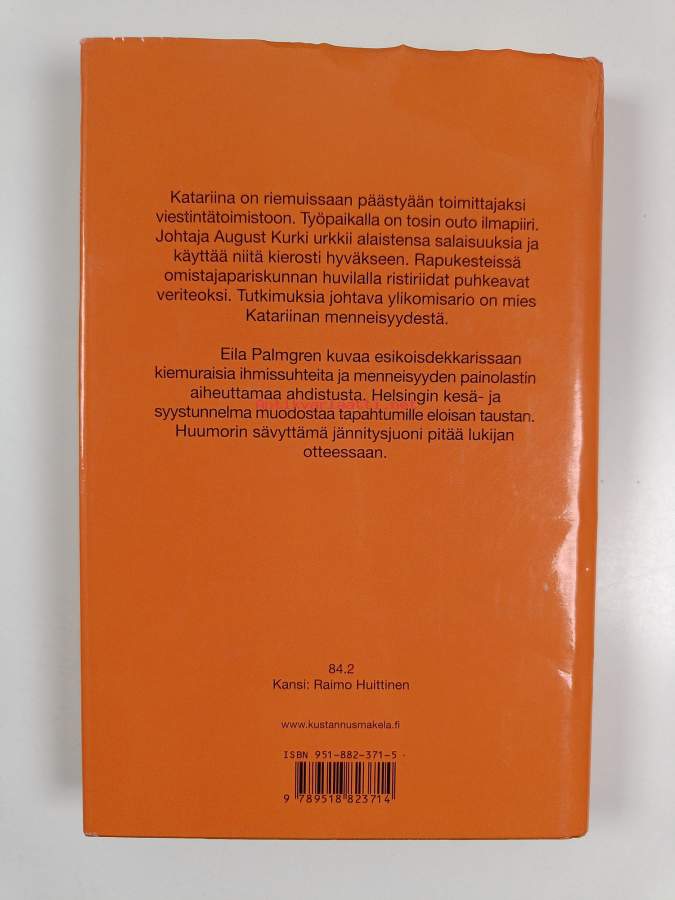 Katariina on riemuissaan päästyään toimittajaksi
viestintätoimistoon. Työpaikalla on tosin outo ilmapiiri.
Johtaja August Kurki urkkii alaistensa salaisuuksia ja
käyttää niitä kierosti hyväkseen. Rapukesteissä
omistajapariskunnan huvilalla ristiriidat puhkeavat
veriteoksi. Tutkimuksia johtava ylikomisario on mies
Katariinan menneisyydestä.
Eila Palmgren kuvaa esikoisdekkarissaan
kiemuraisia ihmissuhteita ja menneisyyden painolastin
aiheuttamaa ahdistusta. Helsingin kesä- ja
syystunnelma muodostaa tapahtumille eloisan taustan.
Huumorin sävyttämä jännitysjuoni pitää lukijan
otteessaan.
84.2
Kansi: Raimo Huittinen
www.kustannusmakela.fi
ISBN 951-882-371-5
9 789518 823714